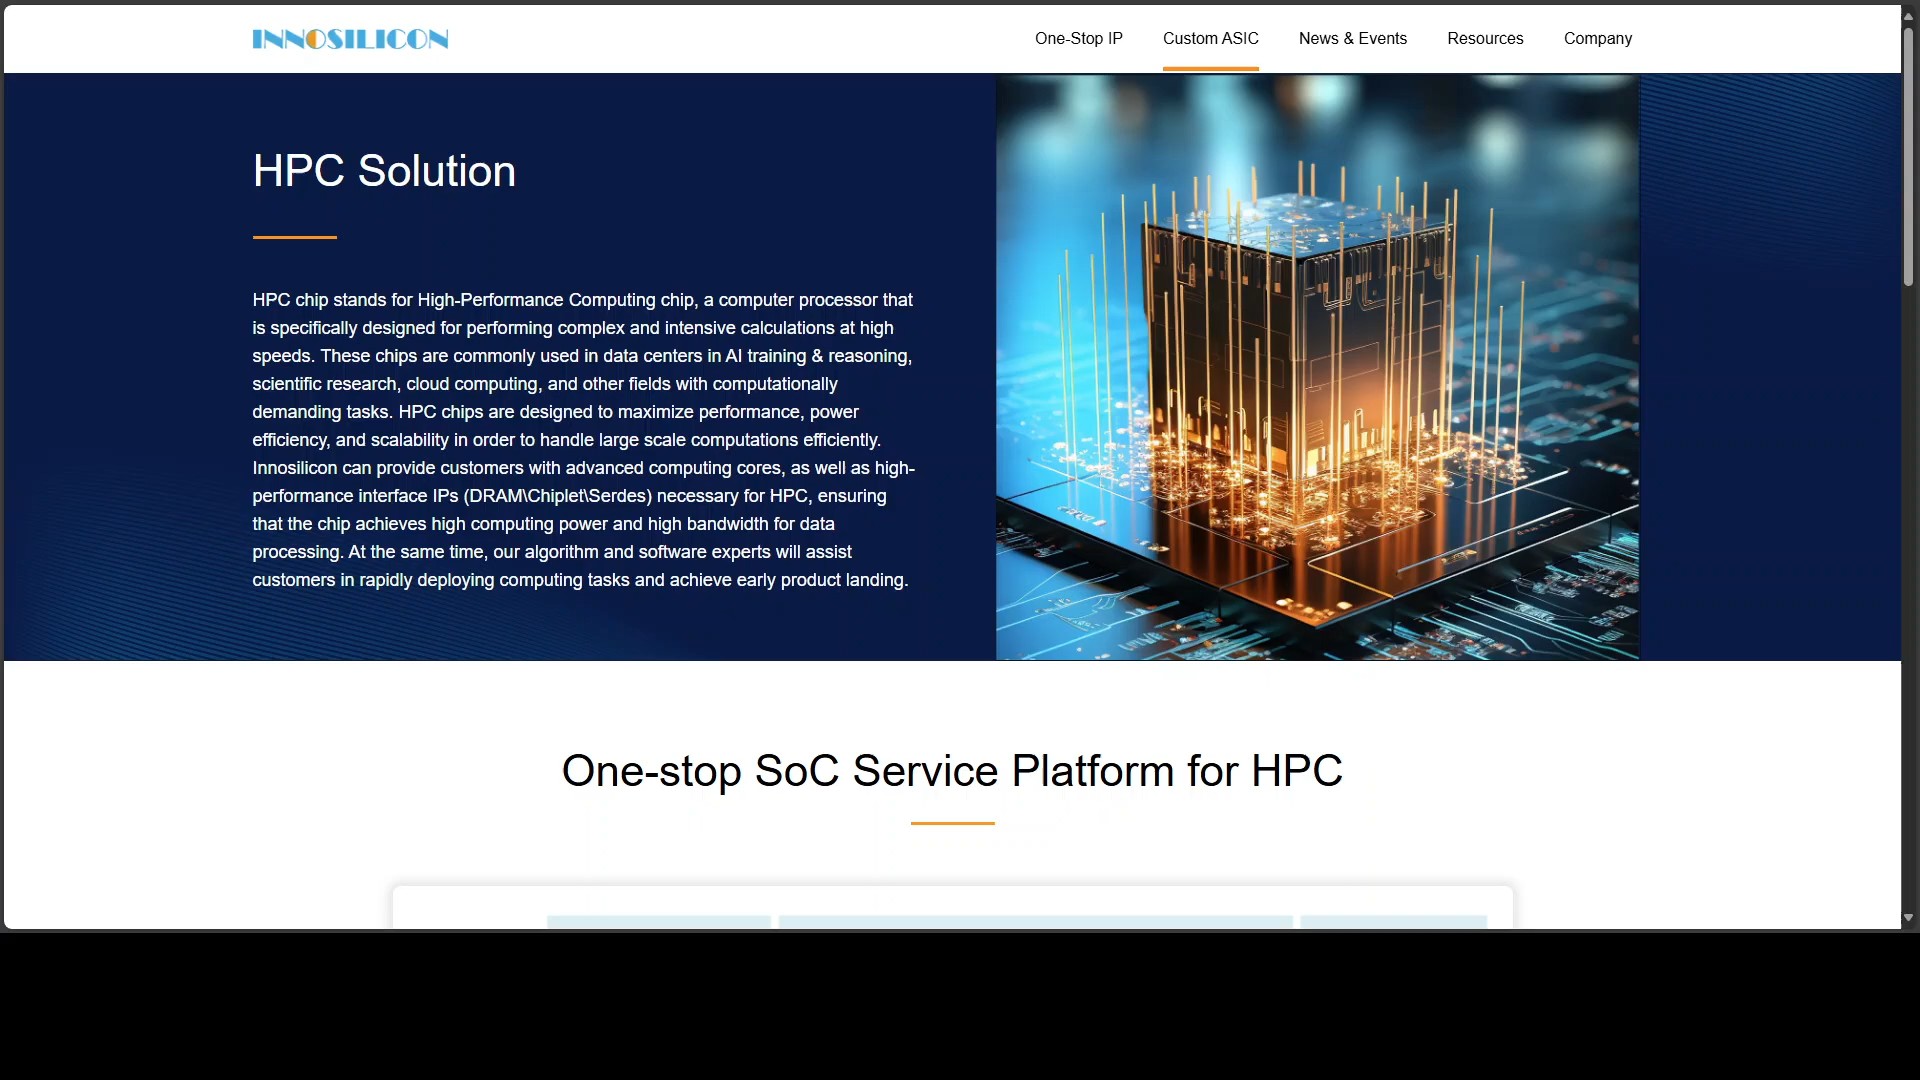 INNOSILICON
One-Stop IP
Custom ASIC
News & Events
Resources
Company
HPC Solution
HPC chip stands for High-Performance Computing chip, a computer processor that
is specifically designed for performing complex and intensive calculations at high
speeds. These chips are commonly used in data centers in AI training & reasoning,
scientific research, cloud computing, and other fields with computationally
demanding tasks. HPC chips are designed to maximize performance, power
efficiency, and scalability in order to handle large scale computations efficiently.
Innosilicon can provide customers with advanced computing cores, as well as high-
performance interface IPs (DRAM\Chiplet\Serdes) necessary for HPC, ensuring
that the chip achieves high computing power and high bandwidth for data
processing. At the same time, our algorithm and software experts will assist
customers in rapidly deploying computing tasks and achieve early product landing.
One-stop SoC Service Platform for HPC